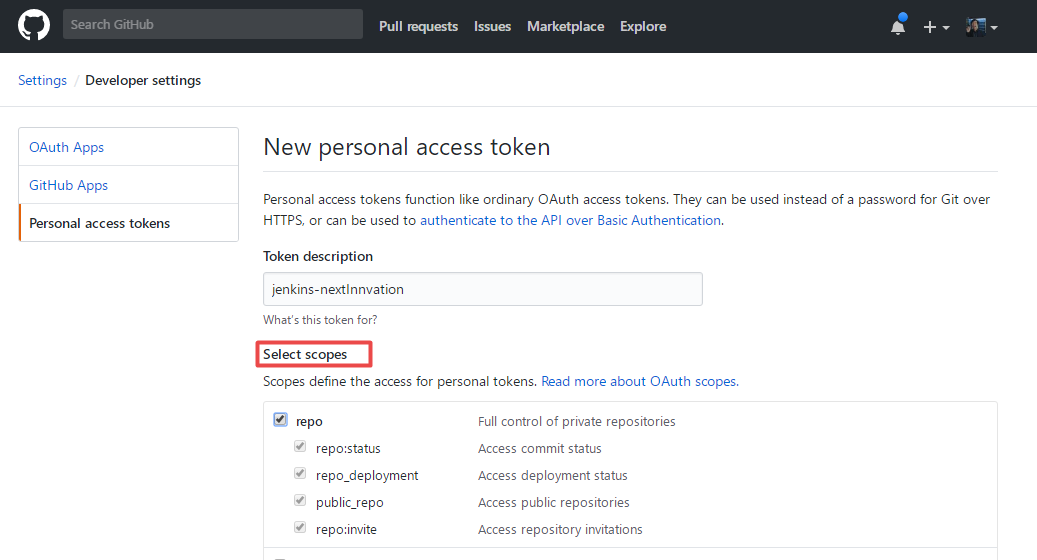 Search GitHub Pull requests Issues Marketplace Explore
Settings / Developer settings
OAuth Apps
GitHub Apps
Personal access tokens
New personal access token
Personal access tokens function like ordinary OAuth access tokens. They can be used instead of a password for Git over
HTTPS, or can be used to authenticate to the API over Basic Authentication.
Token description
jenkins-nextInnvation
What's this token for?
Select scopes
Scopes define the access for personal tokens. Read more about OAuth scopes.
repo Full control of private repositories
repo:status Access commit status
repo_deployment Access deployment status
public_repo Access public repositories
repo:invite Access repository invitations